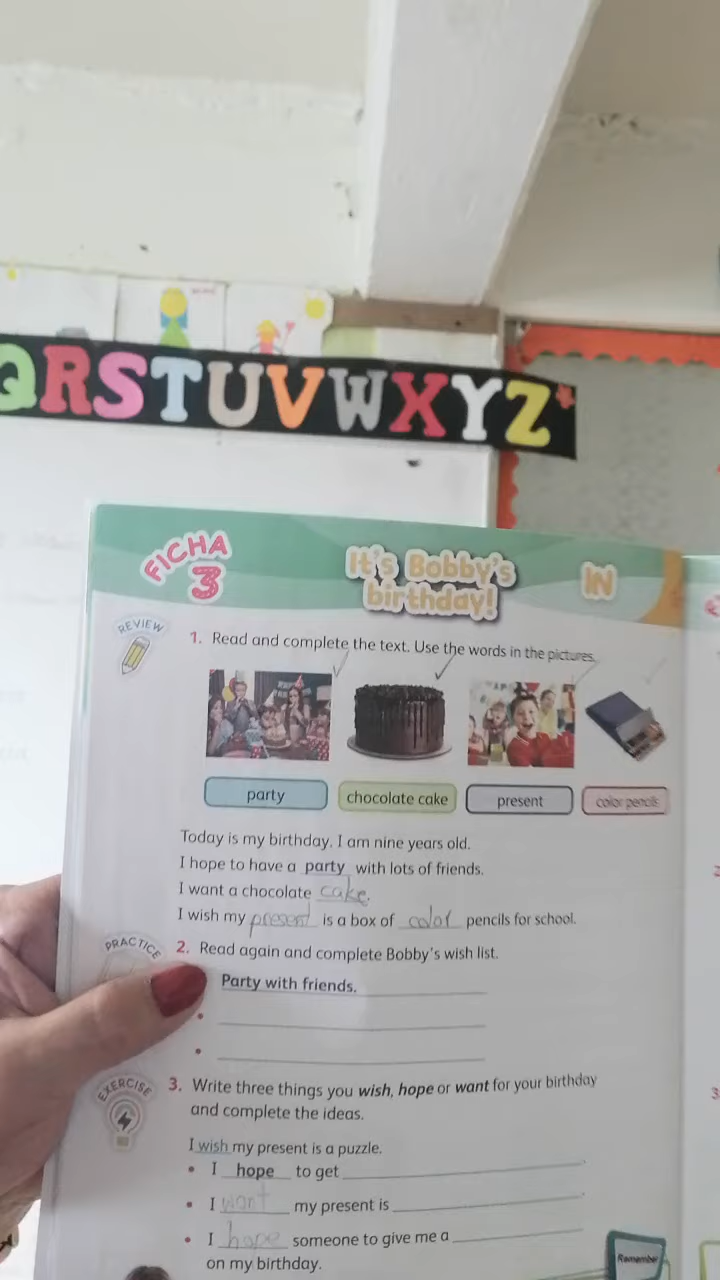 QRSTUVWXYZ
FICHA
3
It's Bobby's
birthday!
IN
REVIEW
1. Read and complete the text. Use the words in the pictures.
party
chocolate cake
present
color pencils
Today is my birthday. I am nine years old.
I hope to have a party with lots of friends.
I want a chocolate cake.
I wish my present is a box of color pencils for school.
PRACTICE
2. Read again and complete Bobby's wish list.
Party with friends.
EXERCISE
3. Write three things you wish, hope or want for your birthday
and complete the ideas.
I wish my present is a puzzle.
• I hope to get
• I want my present is
• I hope someone to give me a
on my birthday.
Remember